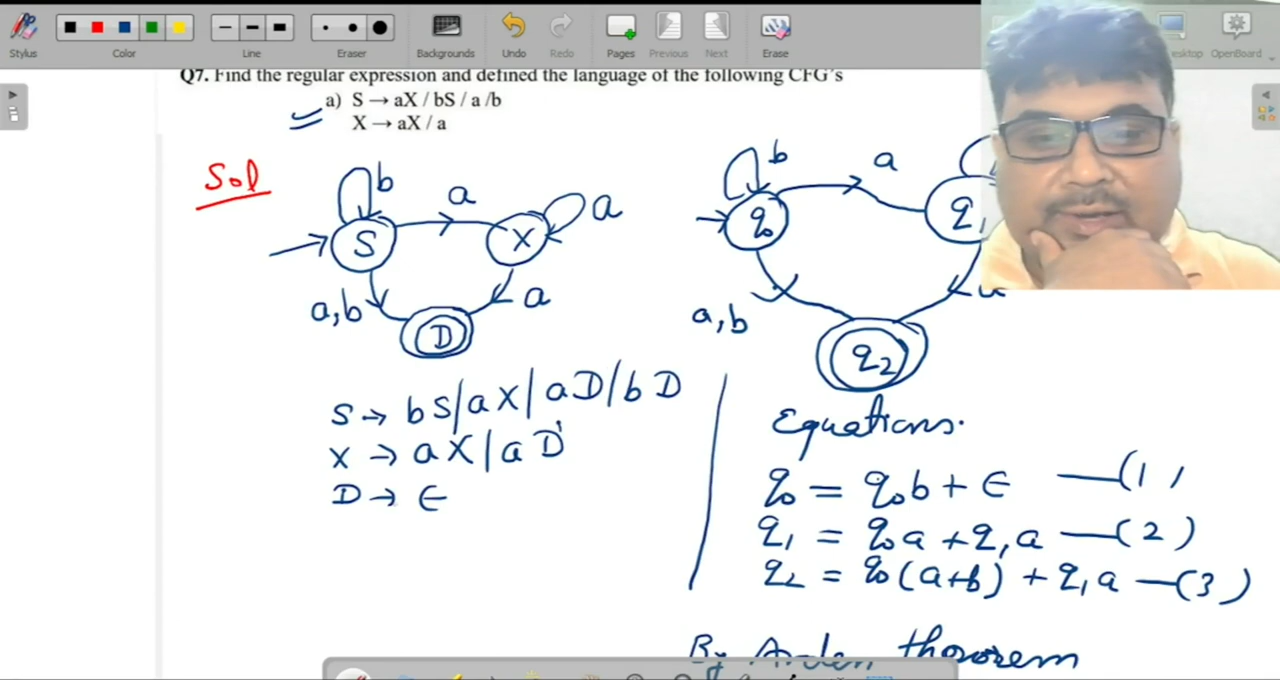 Stylus Color Line Eraser Backgrounds Undo Redo Pages Previous Next Erase OpenBoard
Q7. Find the regular expression and defined the language of the following CFG's
a) S → aX / bS / a /b
X → aX / a
Sol
b
a
a
S
X
a,b
a
D
b
a
q0
q1
a,b
q2
S → bS/aX/aD/bD
X → aX/aD
D → ∈
Equations.
q0 = q0b + ∈ —(1)
q1 = q0a + q1a —(2)
q2 = q0(a+b) + q1a —(3)
By Arden thorem